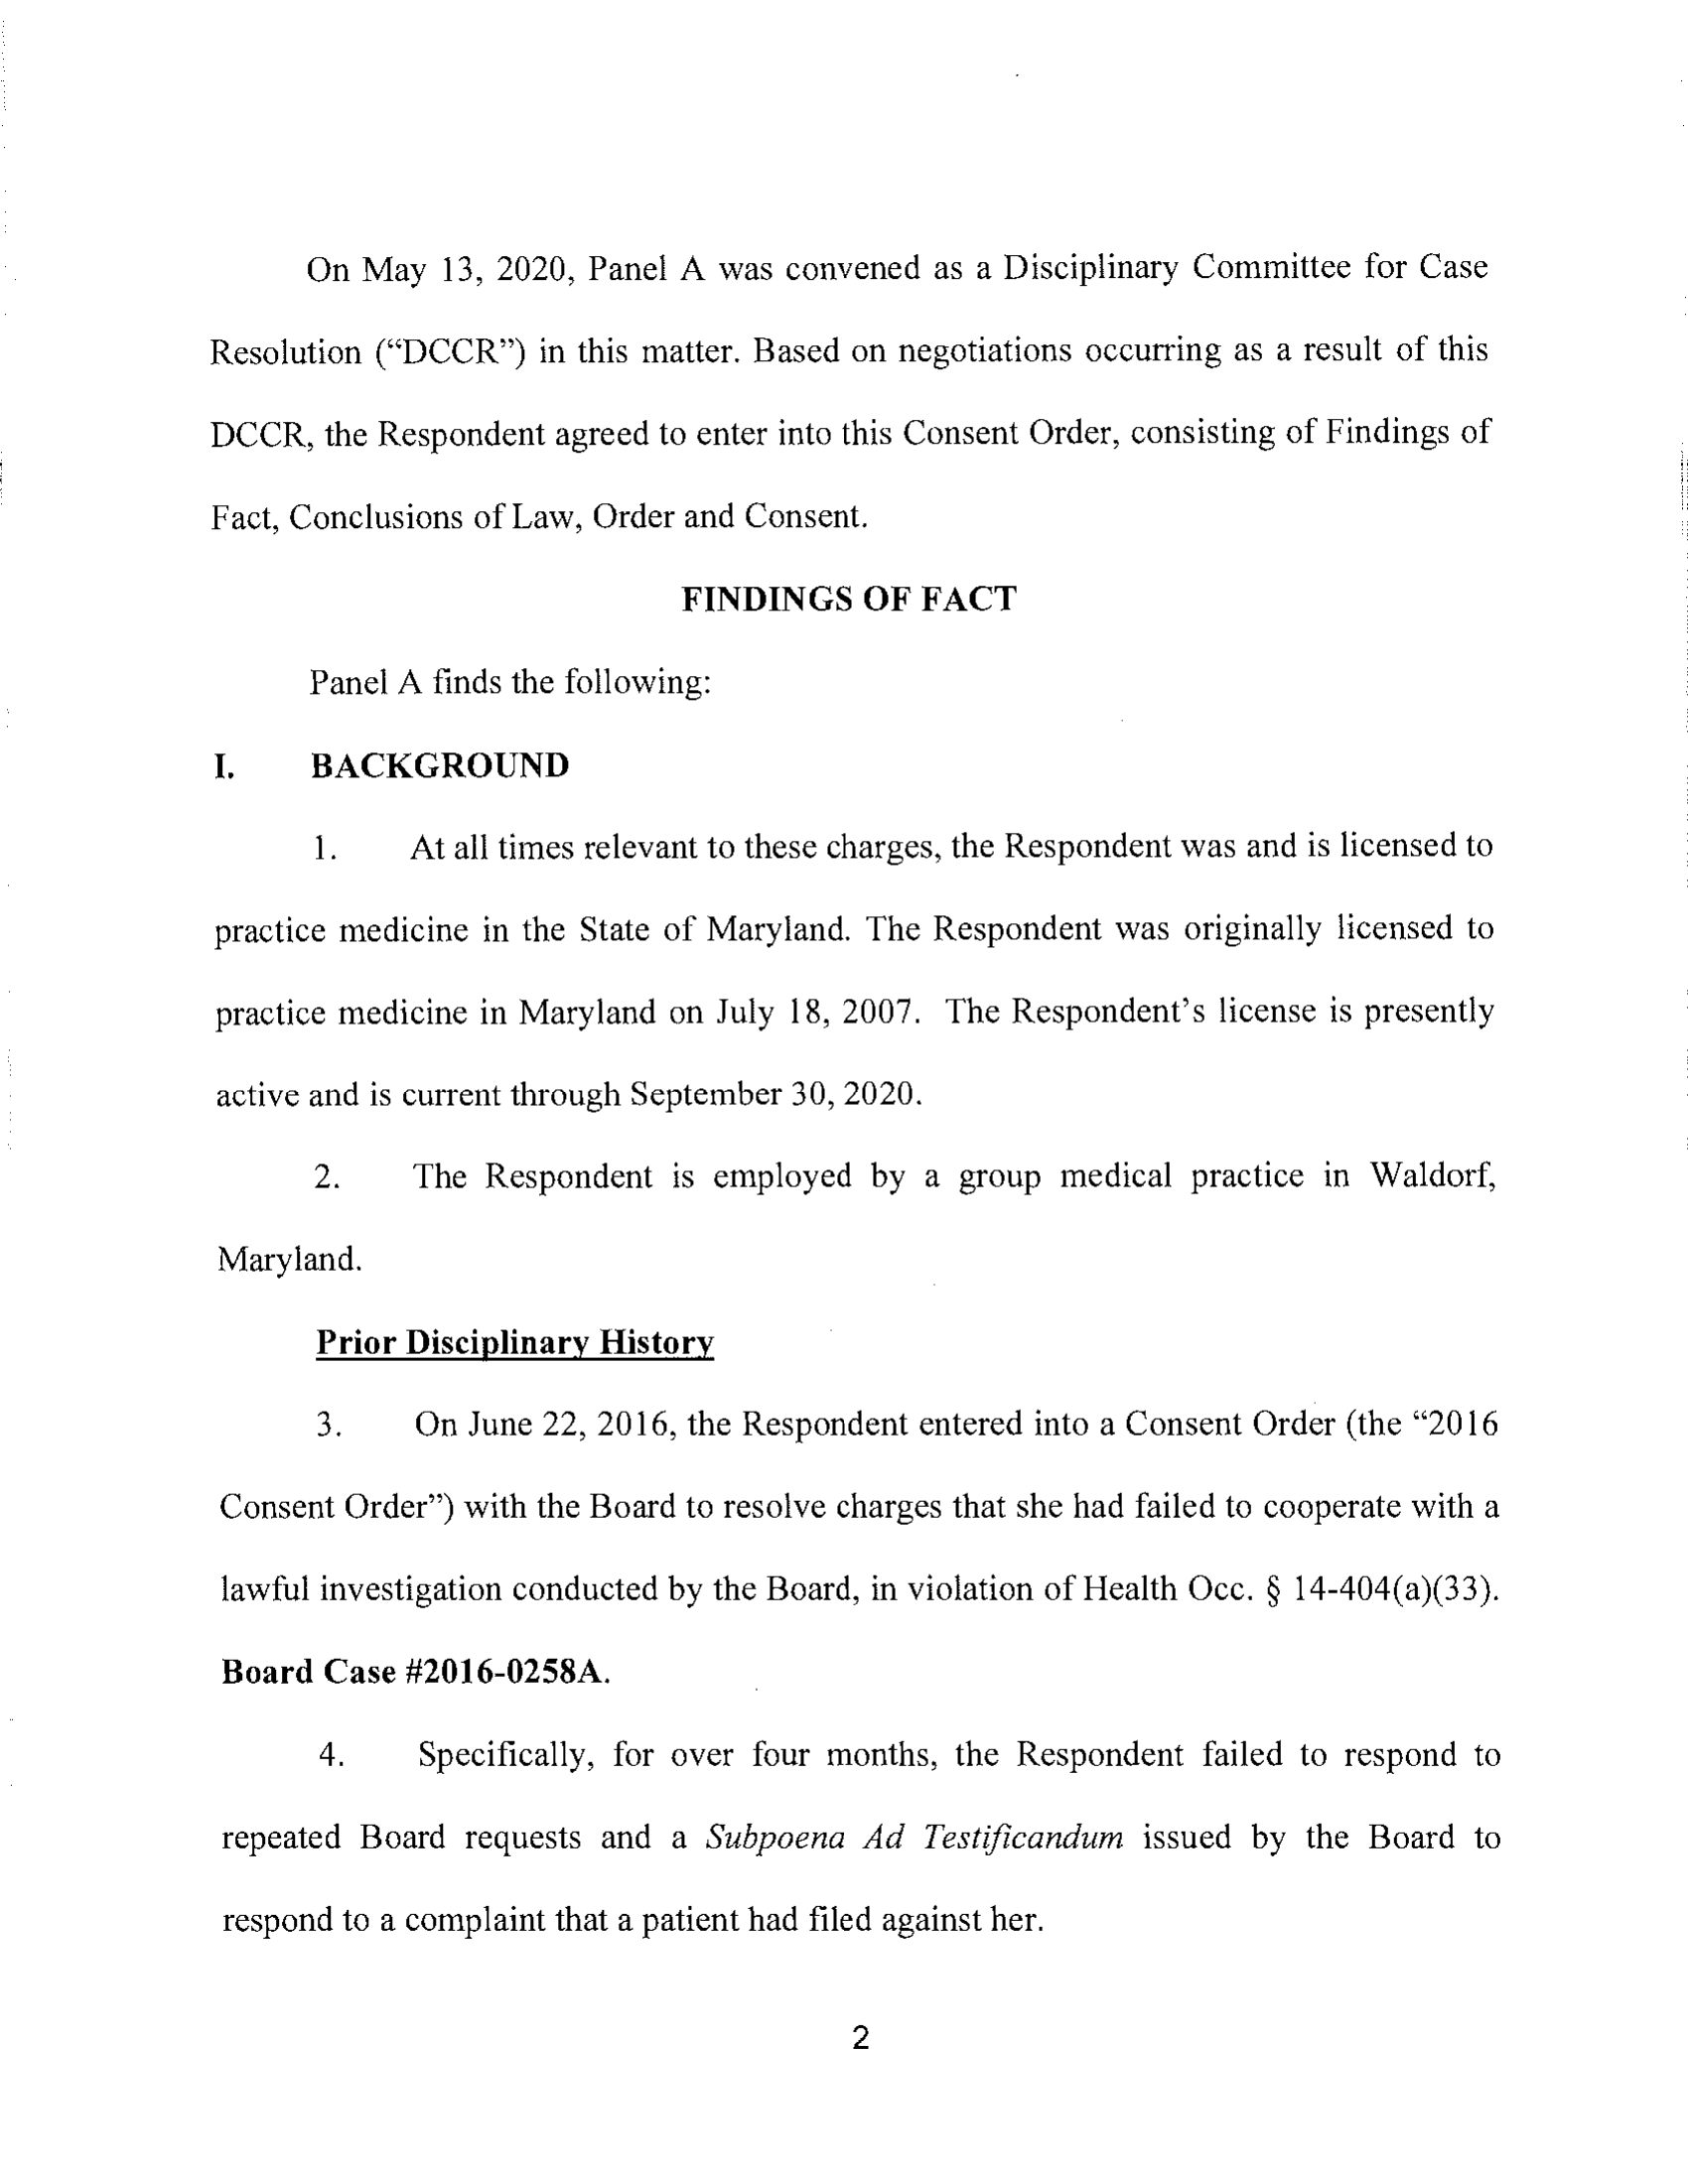 On May 13, 2020, Panel A was convened as a Disciplinary Committee for Case
Resolution (“DCCR”) in this matter. Based on negotiations occurring as a result of this
DCCR, the Respondent agreed to enter into this Consent Order, consisting of Findings of
Fact, Conclusions of Law, Order and Consent.
FINDINGS OF FACT
Panel A finds the following:
I. BACKGROUND
1. At all times relevant to these charges, the Respondent was and is licensed to
practice medicine in the State of Maryland. The Respondent was originally licensed to
practice medicine in Maryland on July 18, 2007. The Respondent’s license is presently
active and is current through September 30, 2020.
2. The Respondent is employed by a group medical practice in Waldorf,
Maryland.
Prior Disciplinary History
3. On June 22, 2016, the Respondent entered into a Consent Order (the “2016
Consent Order”) with the Board to resolve charges that she had failed to cooperate with a
lawful investigation conducted by the Board, in violation of Health Occ. § 14-404(a)(33).
Board Case #2016-0258A.
4. Specifically, for over four months, the Respondent failed to respond to
repeated Board requests and a Subpoena Ad Testificandum issued by the Board to
respond to a complaint that a patient had filed against her.
2